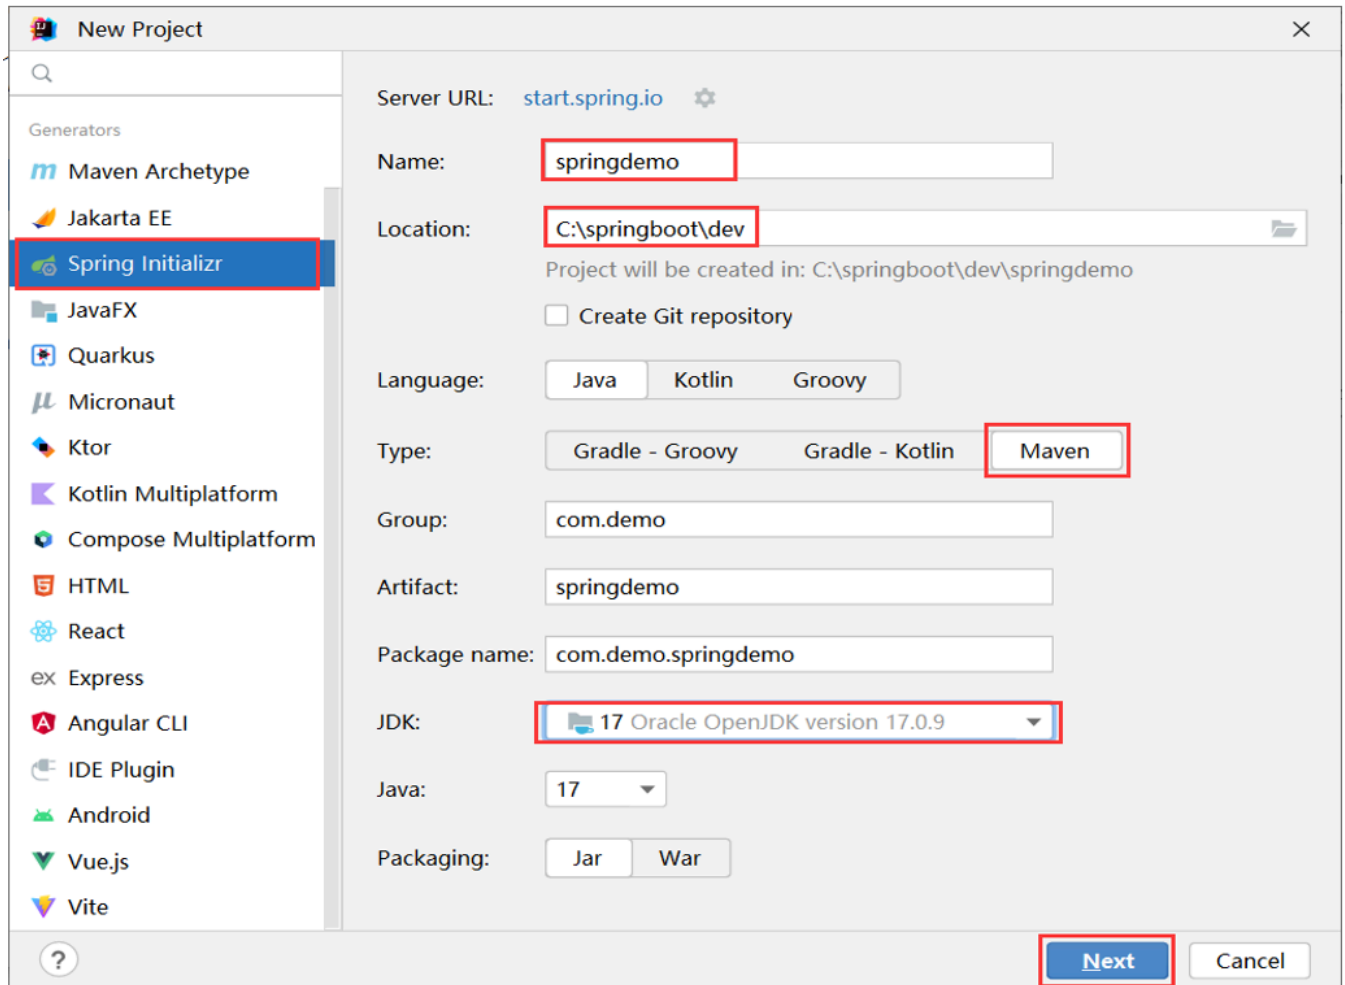 New Project
Generators
Maven Archetype
Jakarta EE
Spring Initializr
JavaFX
Quarkus
Micronaut
Ktor
Kotlin Multiplatform
Compose Multiplatform
HTML
React
ex Express
Angular CLI
IDE Plugin
Android
Vue.js
Vite
?
Server URL: start.spring.io
Name: springdemo
Location: C:\springboot\dev
Project will be created in: C:\springboot\dev\springdemo
Create Git repository
Language: Java Kotlin Groovy
Type: Gradle - Groovy Gradle - Kotlin Maven
Group: com.demo
Artifact: springdemo
Package name: com.demo.springdemo
JDK: 17 Oracle OpenJDK version 17.0.9
Java: 17
Packaging: Jar War
Next Cancel